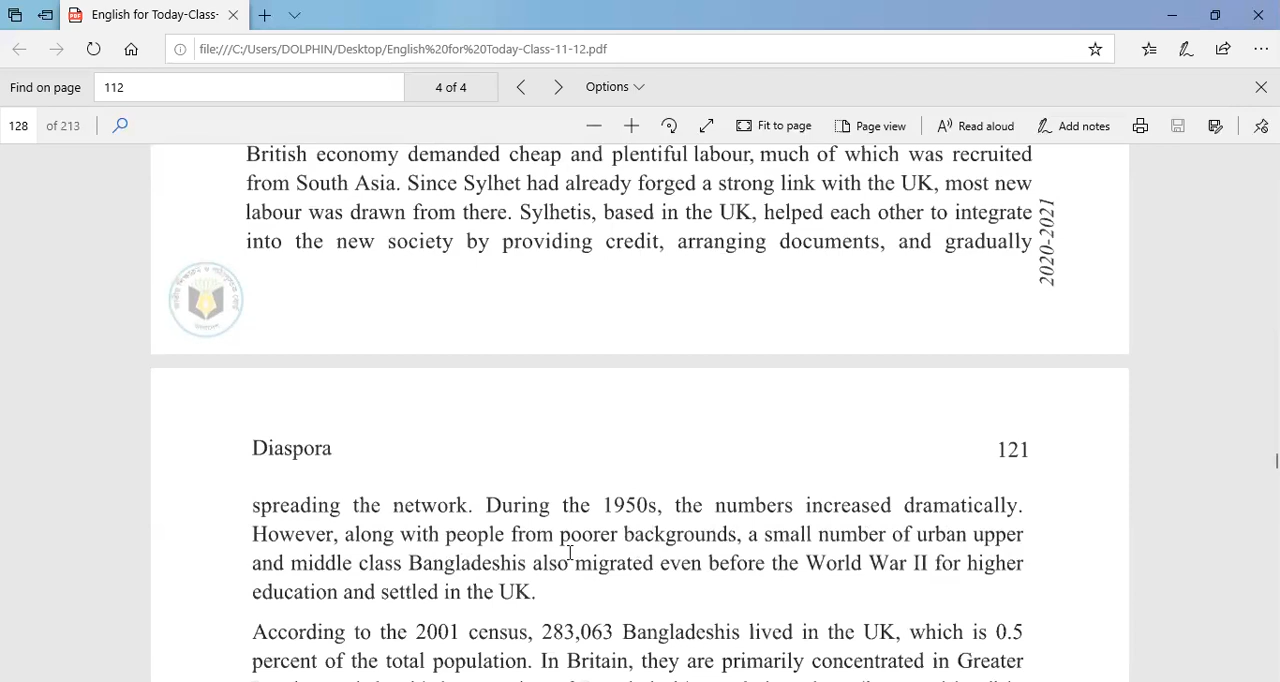 English for Today-Class-
file:///C:/Users/DOLPHIN/Desktop/English%20for%20Today-Class-11-12.pdf
Find on page 112 4 of 4 Options
128 of 213 Fit to page Page view Read aloud Add notes
British economy demanded cheap and plentiful labour, much of which was recruited
from South Asia. Since Sylhet had already forged a strong link with the UK, most new
labour was drawn from there. Sylhetis, based in the UK, helped each other to integrate
into the new society by providing credit, arranging documents, and gradually
2020-2021
Diaspora 121
spreading the network. During the 1950s, the numbers increased dramatically.
However, along with people from poorer backgrounds, a small number of urban upper
and middle class Bangladeshis also migrated even before the World War II for higher
education and settled in the UK.
According to the 2001 census, 283,063 Bangladeshis lived in the UK, which is 0.5
percent of the total population. In Britain, they are primarily concentrated in Greater